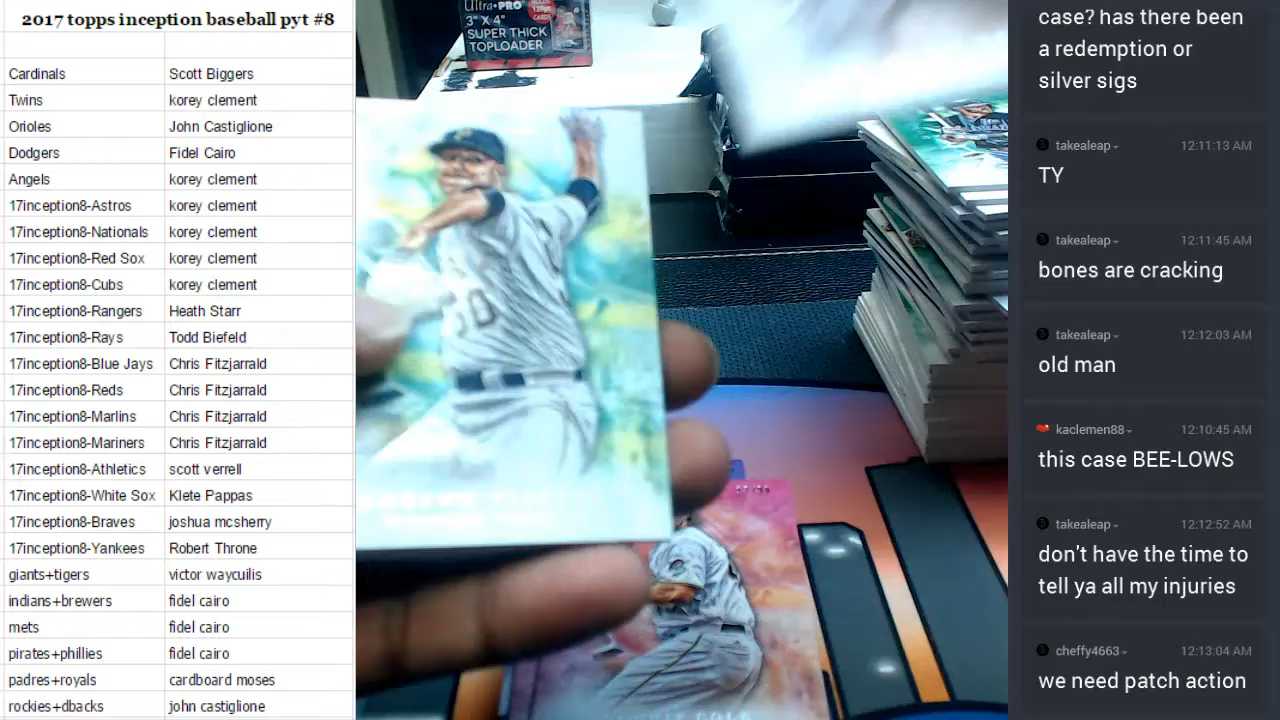 2017 topps inception baseball pyt #8
Cardinals Scott Biggers
Twins korey clement
Orioles John Castiglione
Dodgers Fidel Cairo
Angels korey clement
17inception8-Astros korey clement
17inception8-Nationals korey clement
17inception8-Red Sox korey clement
17inception8-Cubs korey clement
17inception8-Rangers Heath Starr
17inception8-Rays Todd Biefeld
17inception8-Blue Jays Chris Fitzjarrald
17inception8-Reds Chris Fitzjarrald
17inception8-Marlins Chris Fitzjarrald
17inception8-Mariners Chris Fitzjarrald
17inception8-Athletics scott verrell
17inception8-White Sox Klete Pappas
17inception8-Braves joshua mcsherry
17inception8-Yankees Robert Throne
giants+tigers victor waycuilis
indians+brewers fidel cairo
mets fidel cairo
pirates+phillies fidel cairo
padres+royals cardboard moses
rockies+dbacks john castiglione
Ultra·PRO
3" X 4"
SUPER THICK
TOPLOADER
50
COLE
case? has there been
a redemption or
silver sigs
takealeap 12:11:13 AM
TY
takealeap 12:11:45 AM
bones are cracking
takealeap 12:12:03 AM
old man
kaclemen88 12:10:45 AM
this case BEE-LOWS
takealeap 12:12:52 AM
don't have the time to
tell ya all my injuries
cheffy4663 12:13:04 AM
we need patch action